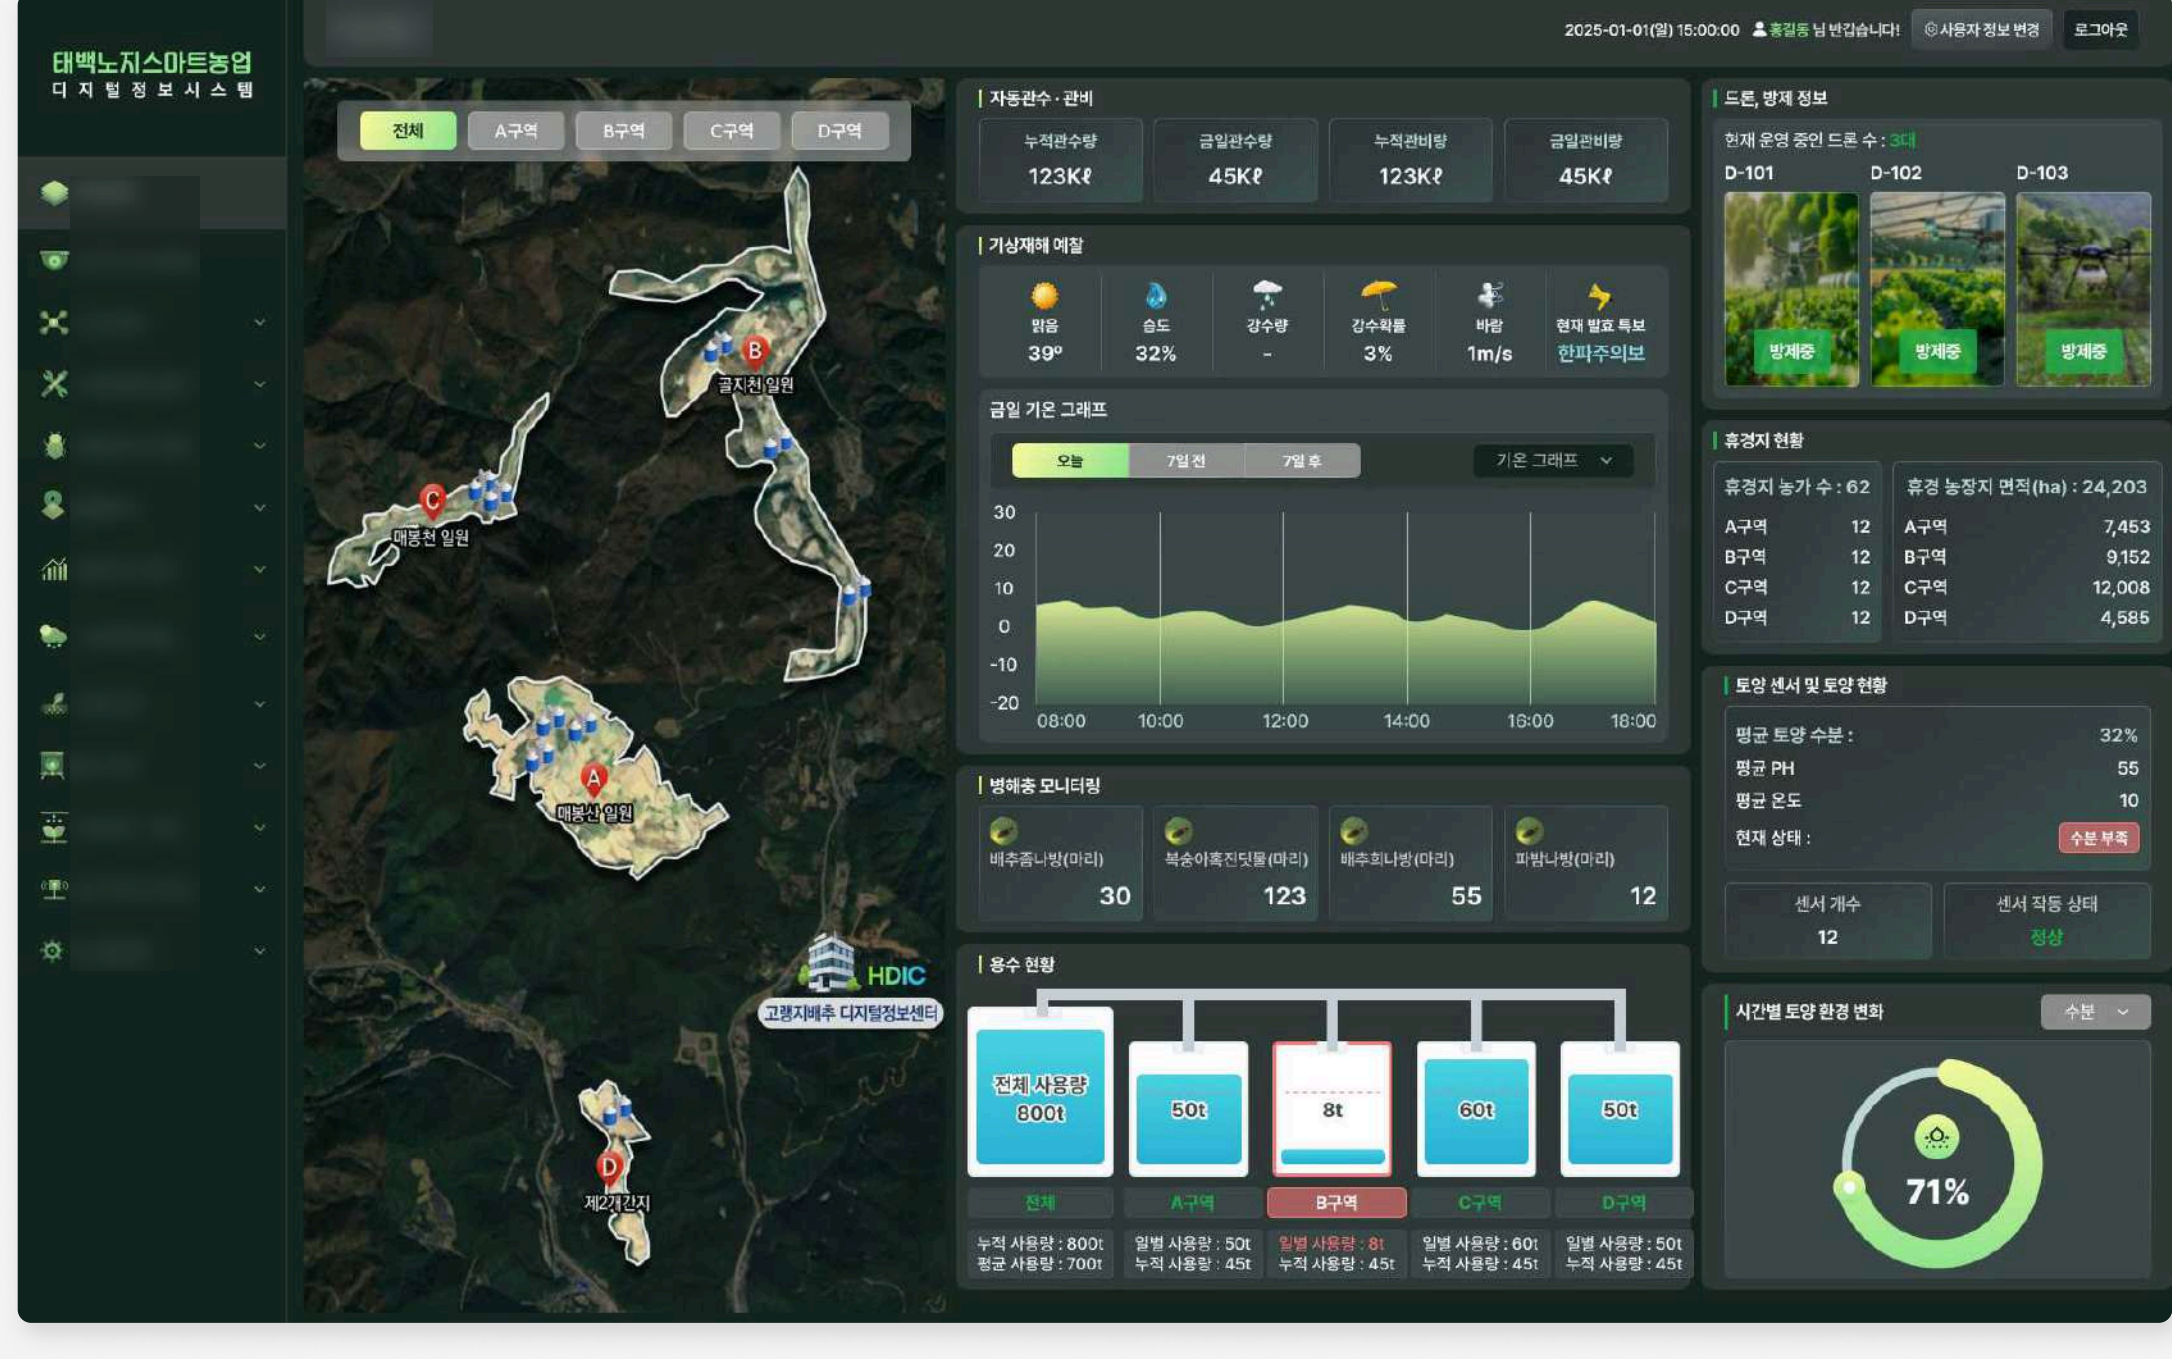 태백노지스마트농업
디지털정보시스템
2025-01-01(일) 15:00:00 홍길동 님 반갑습니다! 사용자 정보 변경 로그아웃
전체 A구역 B구역 C구역 D구역
B
골지천 일원
C
매봉천 일원
A
매봉산 일원
HDIC
고랭지배추 디지털정보센터
D
제2개간지
자동관수·관비
누적관수량 금일관수량 누적관비량 금일관비량
123Kℓ 45Kℓ 123Kℓ 45Kℓ
기상재해 예찰
맑음 습도 강수량 강수확률 바람 현재 발효 특보
39º 32% - 3% 1m/s 한파주의보
금일 기온 그래프
오늘 7일 전 7일 후 기온 그래프
30
20
10
0
-10
-20
08:00 10:00 12:00 14:00 16:00 18:00
병해충 모니터링
배추좀나방(마리) 복숭아혹진딧물(마리) 배추희나방(마리) 파밤나방(마리)
30 123 55 12
용수 현황
전체 사용량
800t
50t 8t 60t 50t
전체 A구역 B구역 C구역 D구역
누적 사용량 : 800t 일별 사용량 : 50t 일별 사용량 : 8t 일별 사용량 : 60t 일별 사용량 : 50t
평균 사용량 : 700t 누적 사용량 : 45t 누적 사용량 : 45t 누적 사용량 : 45t 누적 사용량 : 45t
드론, 방제 정보
현재 운영 중인 드론 수 : 3대
D-101 D-102 D-103
방제중 방제중 방제중
휴경지 현황
휴경지 농가 수 : 62
A구역 12
B구역 12
C구역 12
D구역 12
휴경 농장지 면적(ha) : 24,203
A구역 7,453
B구역 9,152
C구역 12,008
D구역 4,585
토양 센서 및 토양 현황
평균 토양 수분 : 32%
평균 PH 55
평균 온도 10
현재 상태 : 수분 부족
센서 개수 센서 작동 상태
12 정상
시간별 토양 환경 변화 수분
71%